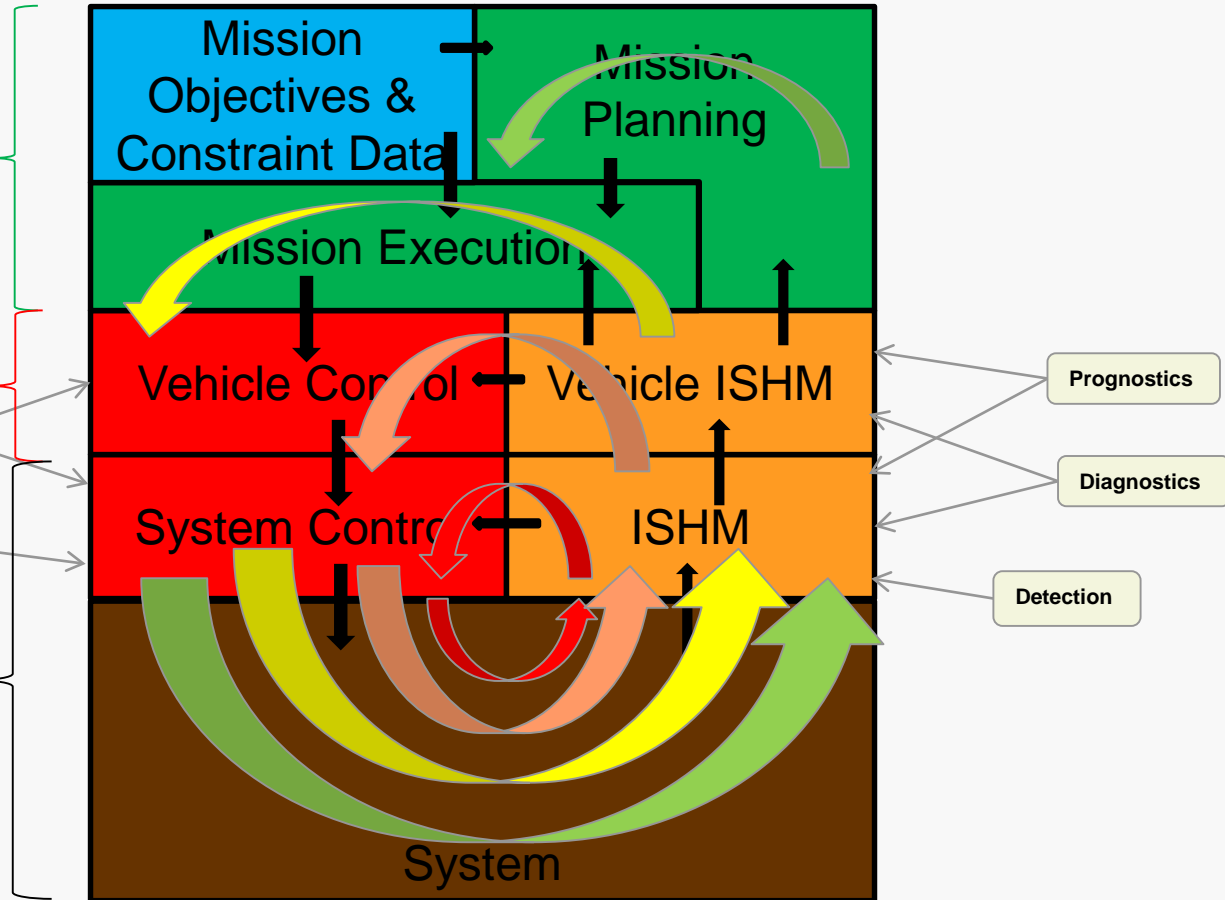 Mission
Objectives &
Constraint Data
Mission
Planning
Mission Execution
Vehicle Control
Vehicle ISHM
System Control
ISHM
System
Prognostics
Diagnostics
Detection